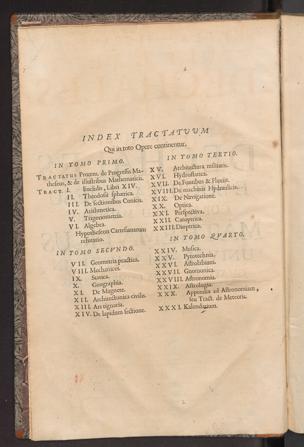 INDEX TRACTATUUM
Qui in toto Opere continentur.
IN TOMO PRIMO.
TRACTATUS Proœm. de Progressu Ma-
theseos, & de illustribus Mathematicis.
TRACT. I. Euclidis, Libri XIV.
II. Theodosii sphærica.
III. De sectionibus Conicis.
IV. Arithmetica.
V. Trigonometria.
VI. Algebra.
Hypothesium Cartesianarum
refutatio.
IN TOMO SECUNDO.
VII. Geometria practica.
VIII. Mechanices.
IX. Statica.
X. Geographia.
XI. De Magnete.
XII. Architectonica civilis.
XIII. Ars tignaria.
XIV. De lapidum sectione.
IN TOMO TERTIO.
XV. Architectura militaris.
XVI. Hydrostatica.
XVII. De Fontibus & Fluviis.
XVIII. De machinis Hydraulicis.
XIX. De Navigatione.
XX. Optica.
XXI. Perspectiva.
XXII. Catoptrica.
XXIII. Dioptrica.
IN TOMO QUARTO.
XXIV. Musica.
XXV. Pyrotechnia.
XXVI. Astrolabium.
XXVII. Gnomonica.
XXVIII. Astronomia.
XXIX. Astrologia.
XXX. Appendix ad Astronomiam,
seu Tract. de Meteoris.
XXXI. Kalendarium.